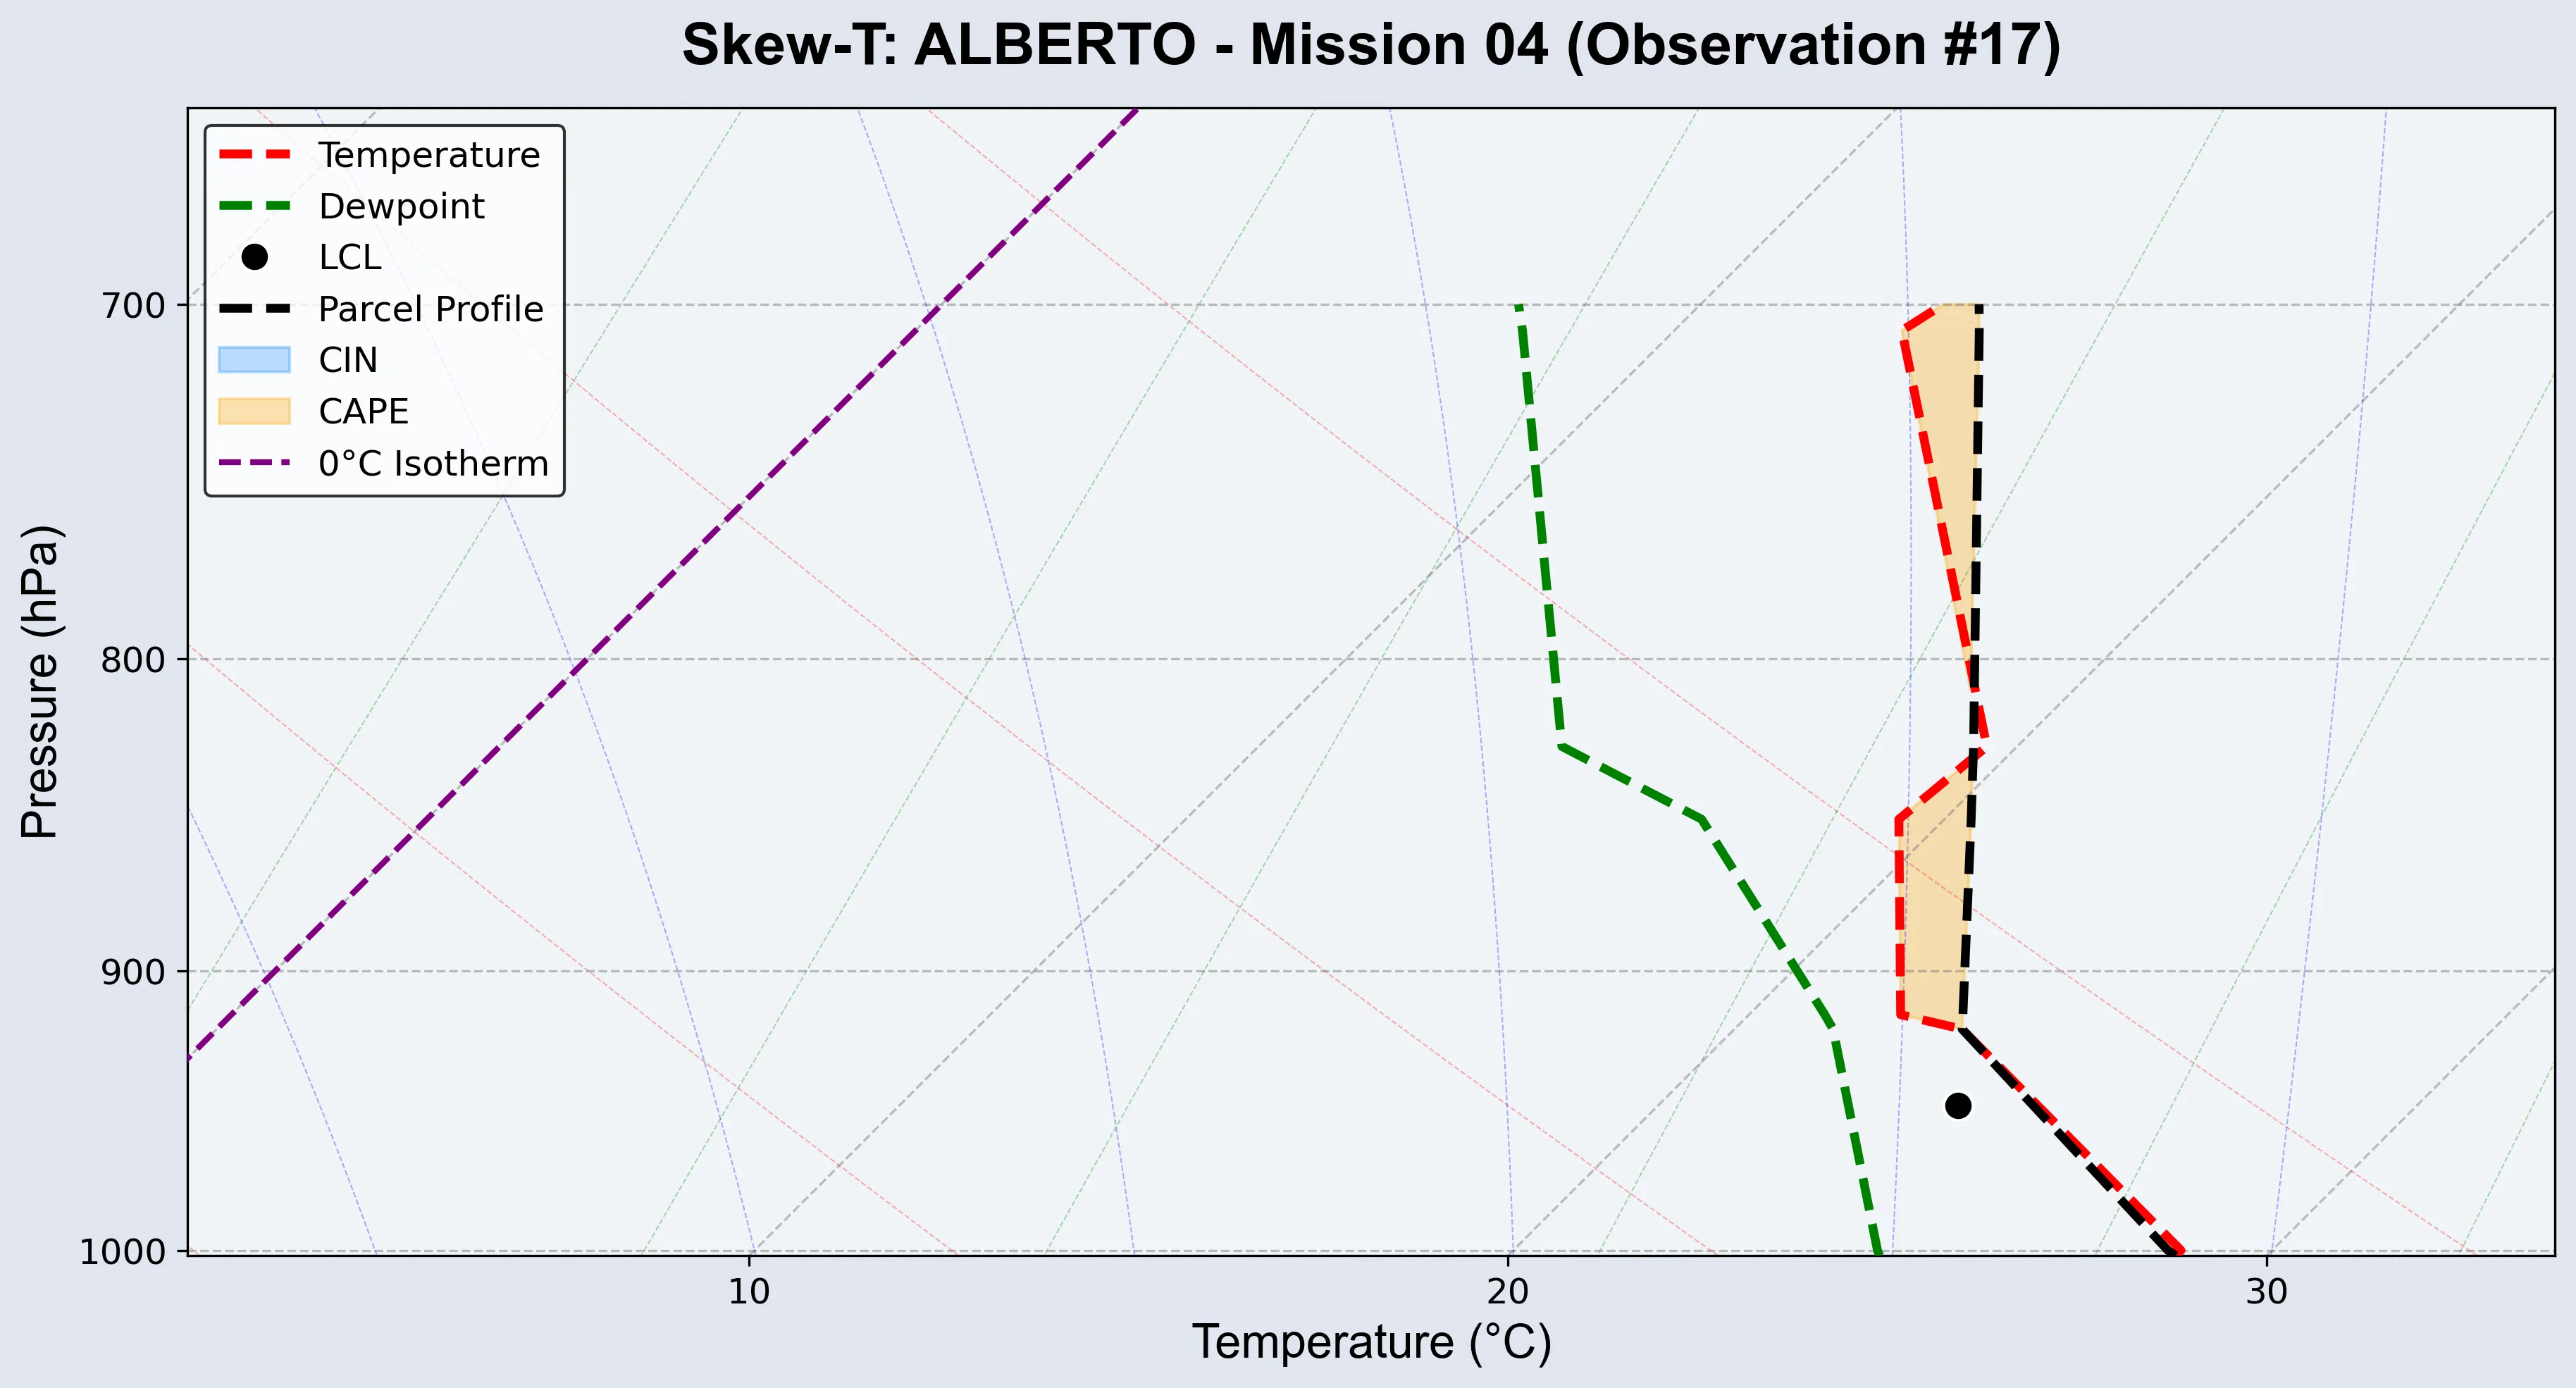 Skew-T: ALBERTO - Mission 04 (Observation #17)
Temperature
Dewpoint
LCL
Parcel Profile
CIN
CAPE
0°C Isotherm
Pressure (hPa)
700
800
900
1000
10
20
30
Temperature (°C)